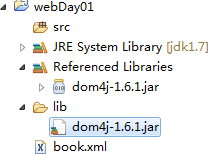 webDay01
src
JRE System Library [jdk1.7]
Referenced Libraries
dom4j-1.6.1.jar
lib
dom4j-1.6.1.jar
book.xml